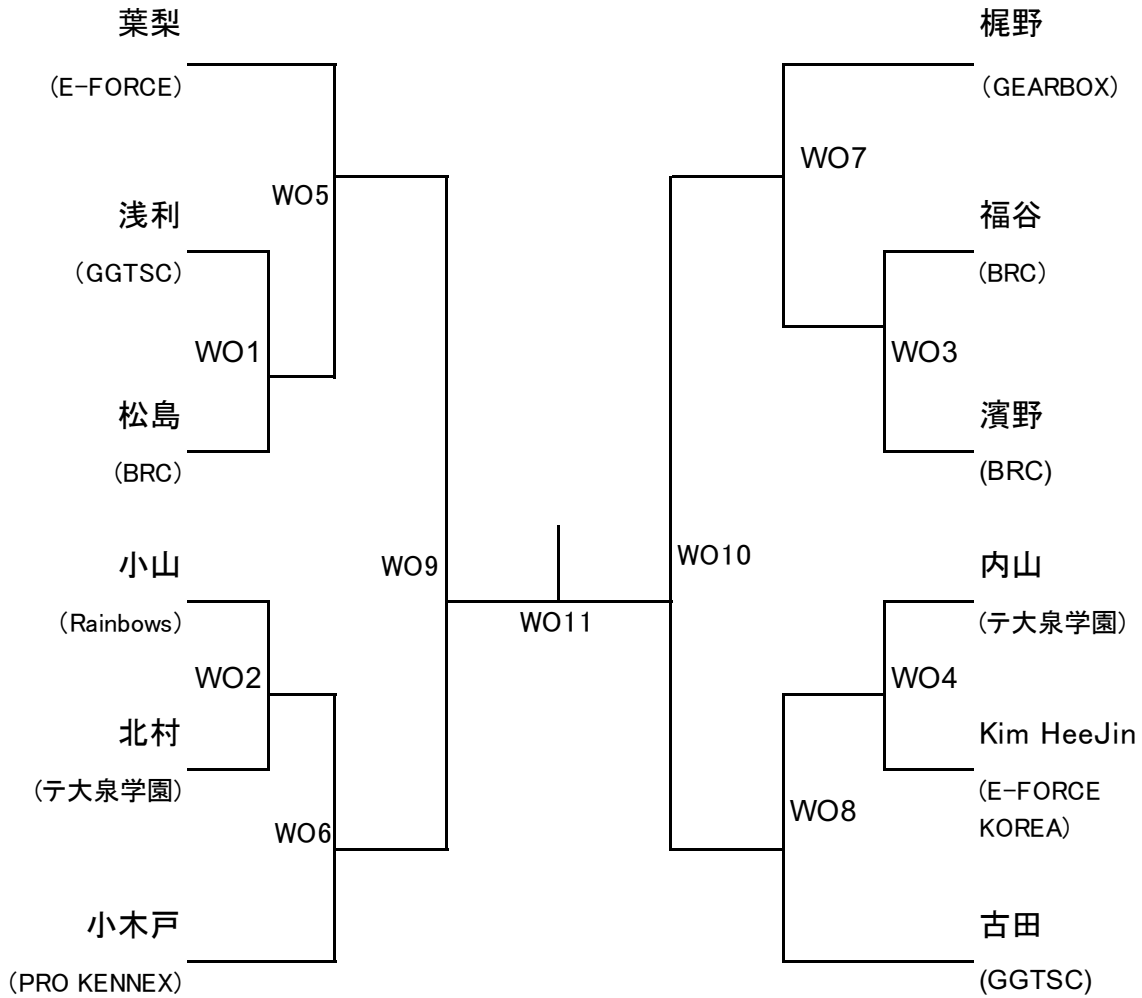 葉梨
(E-FORCE)
WO5
浅利
(GGTSC)
WO1
松島
(BRC)
小山
(Rainbows)
WO2
北村
(テ大泉学園)
WO6
小木戸
(PRO KENNEX)
WO9
WO11
WO10
梶野
(GEARBOX)
WO7
福谷
(BRC)
WO3
濱野
(BRC)
内山
(テ大泉学園)
WO4
Kim HeeJin
(E-FORCE
KOREA)
WO8
古田
(GGTSC)